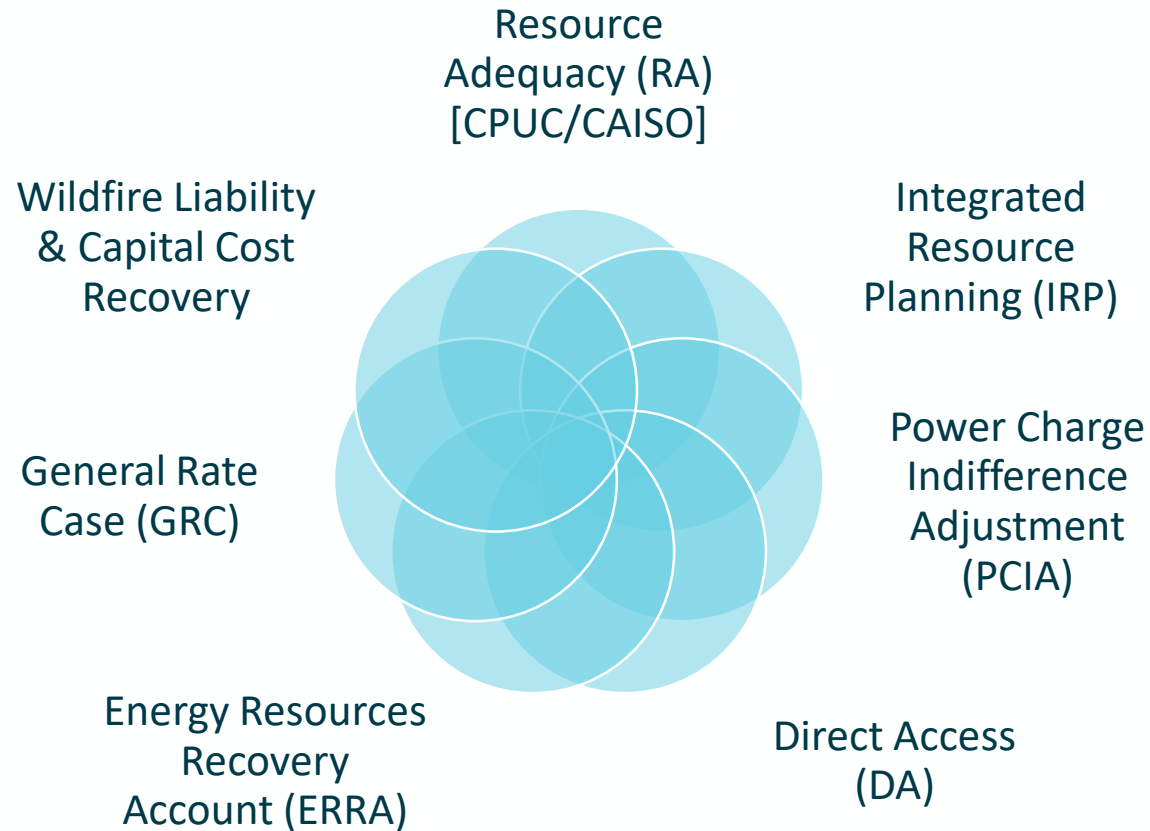 Resource
Adequacy (RA)
[CPUC/CAISO]
Wildfire Liability
& Capital Cost
Recovery
Integrated
Resource
Planning (IRP)
General Rate
Case (GRC)
Power Charge
Indifference
Adjustment
(PCIA)
Energy Resources
Recovery
Account (ERRA)
Direct Access
(DA)